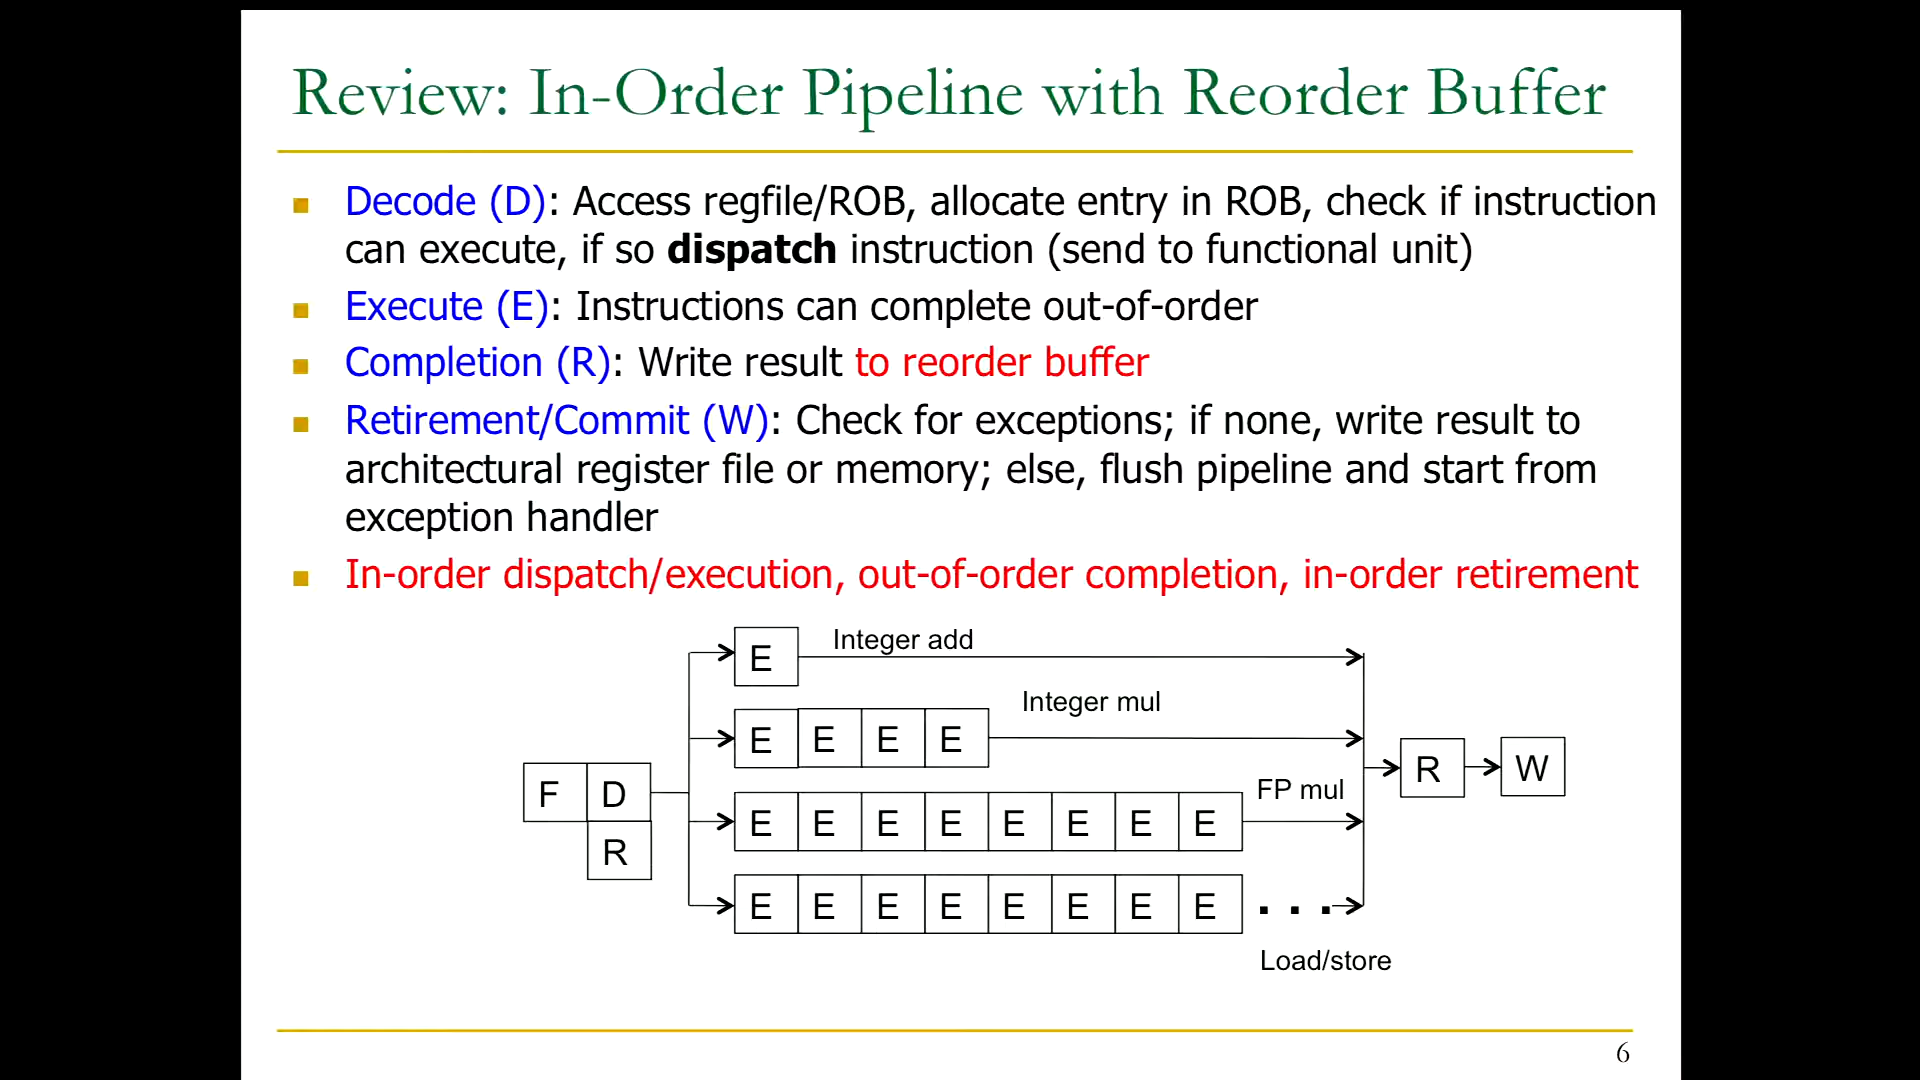 Review: In-Order Pipeline with Reorder Buffer
Decode (D): Access regfile/ROB, allocate entry in ROB, check if instruction
can execute, if so dispatch instruction (send to functional unit)
Execute (E): Instructions can complete out-of-order
Completion (R): Write result to reorder buffer
Retirement/Commit (W): Check for exceptions; if none, write result to
architectural register file or memory; else, flush pipeline and start from
exception handler
In-order dispatch/execution, out-of-order completion, in-order retirement
E Integer add
Integer mul
E E E E
F D
R
FP mul
E E E E E E E E
R W
E E E E E E E E . . .
Load/store
6